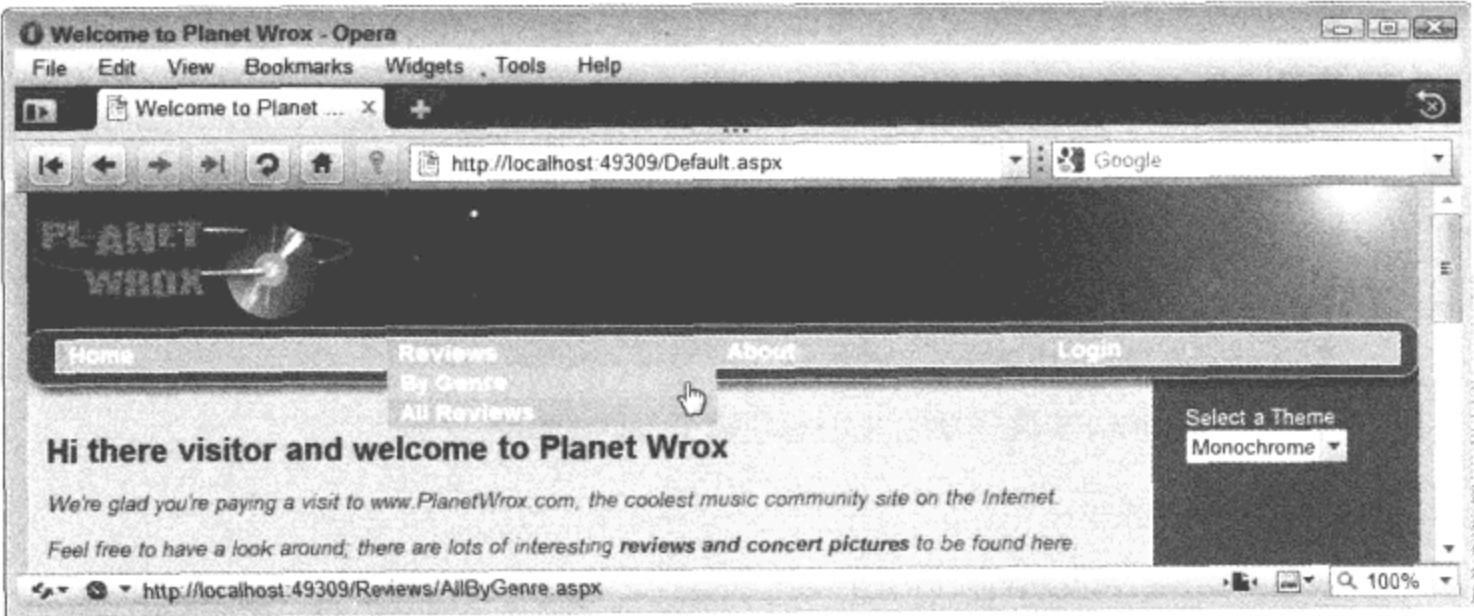 Welcome to Planet Wrox - Opera
File Edit View Bookmarks Widgets Tools Help
Welcome to Planet ... x
http://localhost:49309/Default.aspx
Google
PLANET
WROX
Home Reviews About Login
By Genre
All Reviews
Select a Theme
Monochrome
Hi there visitor and welcome to Planet Wrox
We're glad you're paying a visit to www.PlanetWrox.com, the coolest music community site on the Internet.
Feel free to have a look around; there are lots of interesting reviews and concert pictures to be found here.
http://localhost:49309/Reviews/AllByGenre.aspx
100%